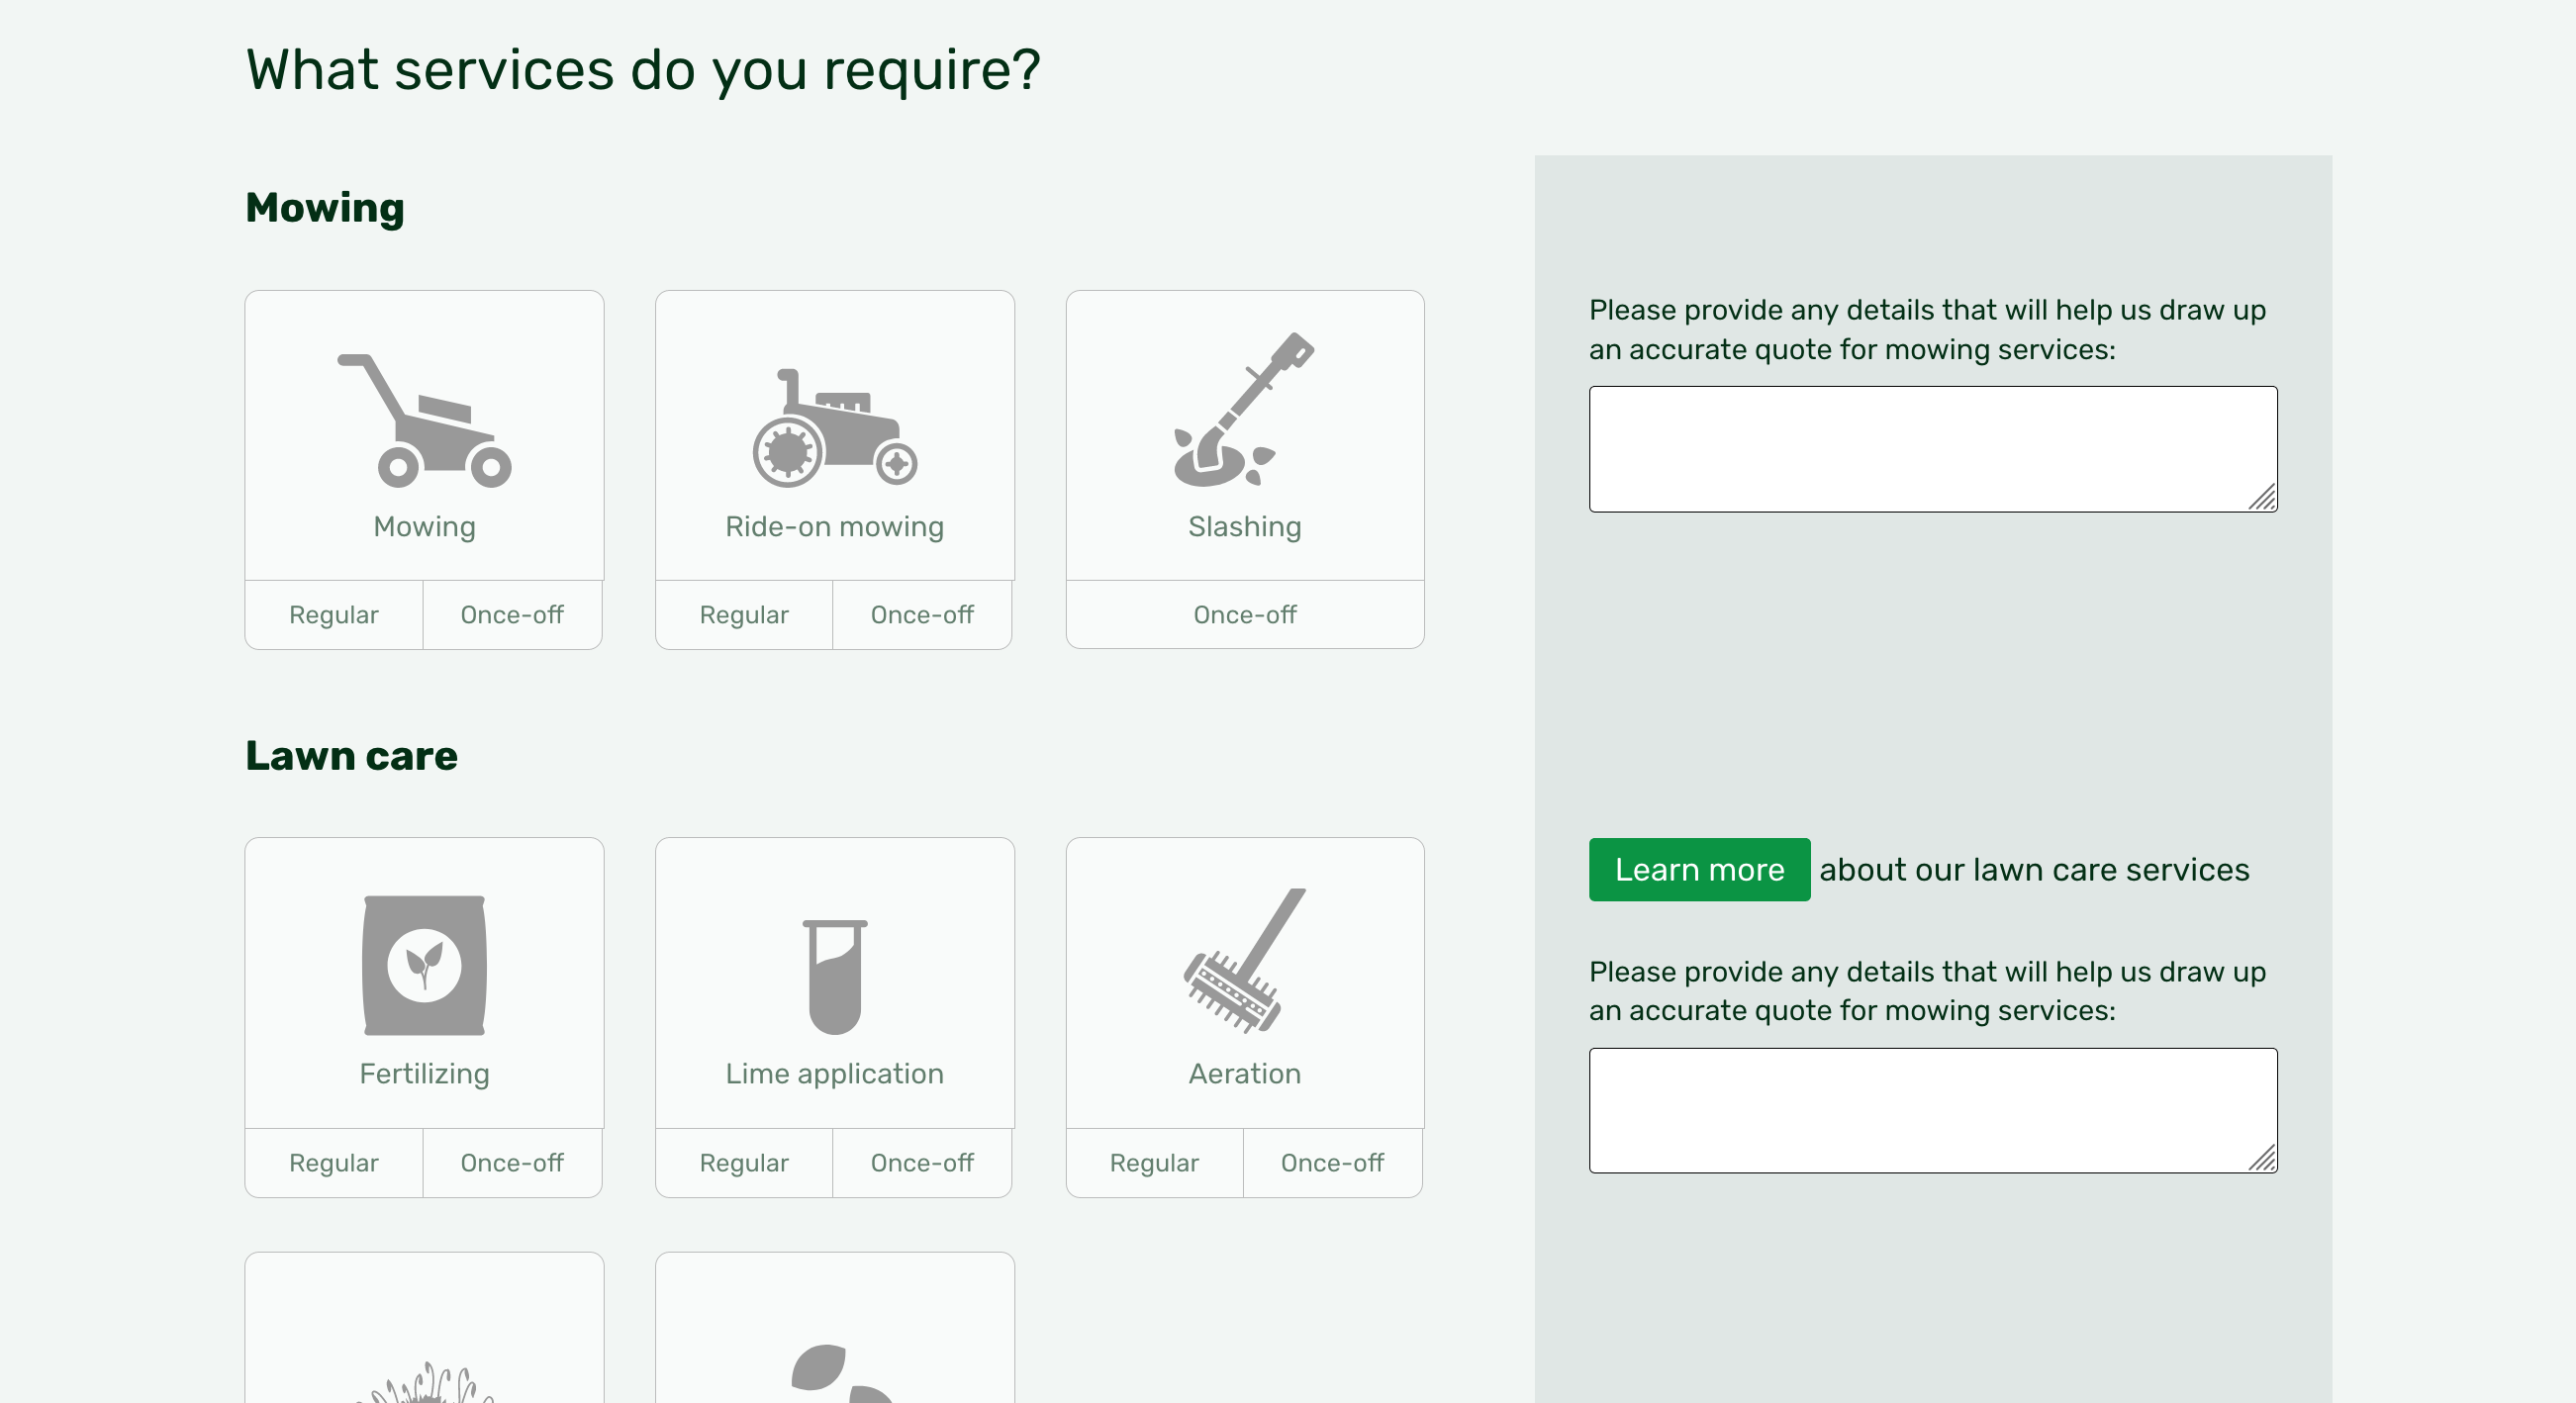 What services do you require?
Mowing
Mowing
Regular
Once-off
Ride-on mowing
Regular
Once-off
Slashing
Once-off
Please provide any details that will help us draw up
an accurate quote for mowing services:
Lawn care
Fertilizing
Regular
Once-off
Lime application
Regular
Once-off
Aeration
Regular
Once-off
Learn more about our lawn care services
Please provide any details that will help us draw up
an accurate quote for mowing services: